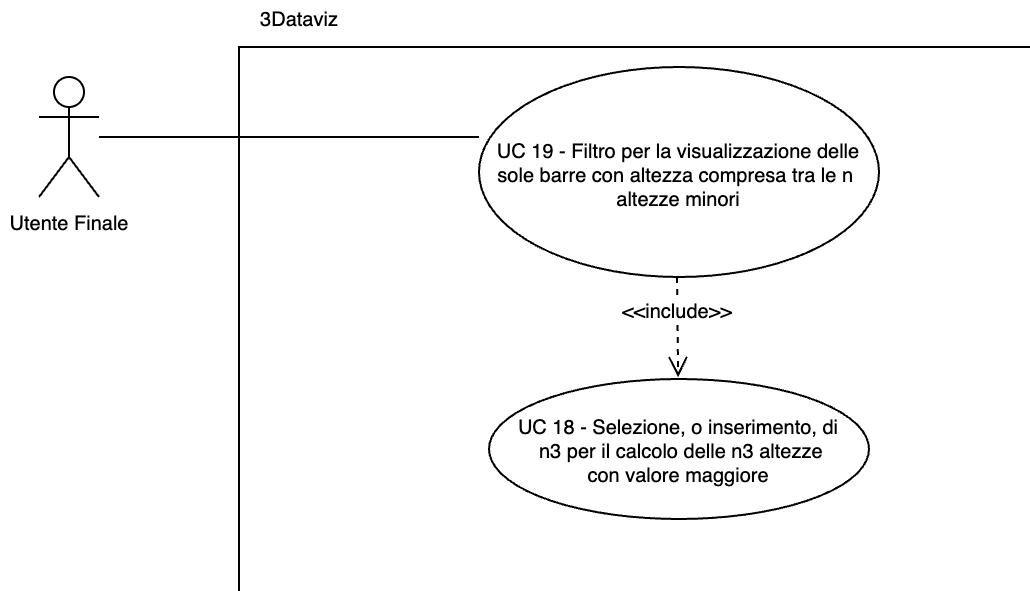 3Dataviz
Utente Finale
UC 19 - Filtro per la visualizzazione delle
sole barre con altezza compresa tra le n
altezze minori
<<include>>
UC 18 - Selezione, o inserimento, di
n3 per il calcolo delle n3 altezze
con valore maggiore